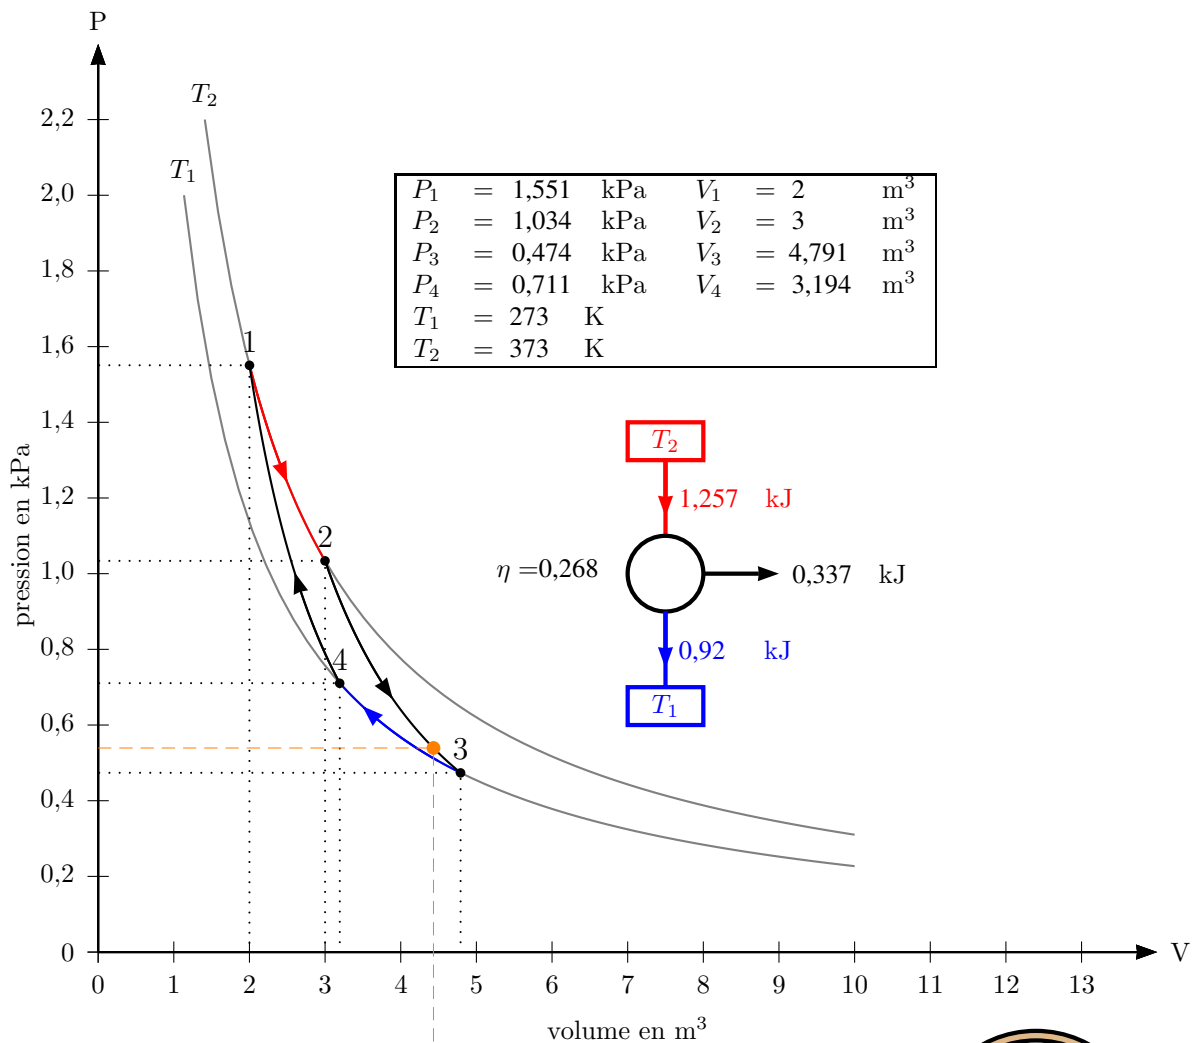 P
T₂
2,2
T₁
2,0
1,8
1,6
1,4
1,2
1,0
0,8
0,6
0,4
0,2
0
pression en kPa
P₁ = 1,551 kPa V₁ = 2 m³
P₂ = 1,034 kPa V₂ = 3 m³
P₃ = 0,474 kPa V₃ = 4,791 m³
P₄ = 0,711 kPa V₄ = 3,194 m³
T₁ = 273 K
T₂ = 373 K
1
2
4
3
T₂
1,257 kJ
η =0,268
0,337 kJ
0,92 kJ
T₁
V
0 1 2 3 4 5 6 7 8 9 10 11 12 13
volume en m³